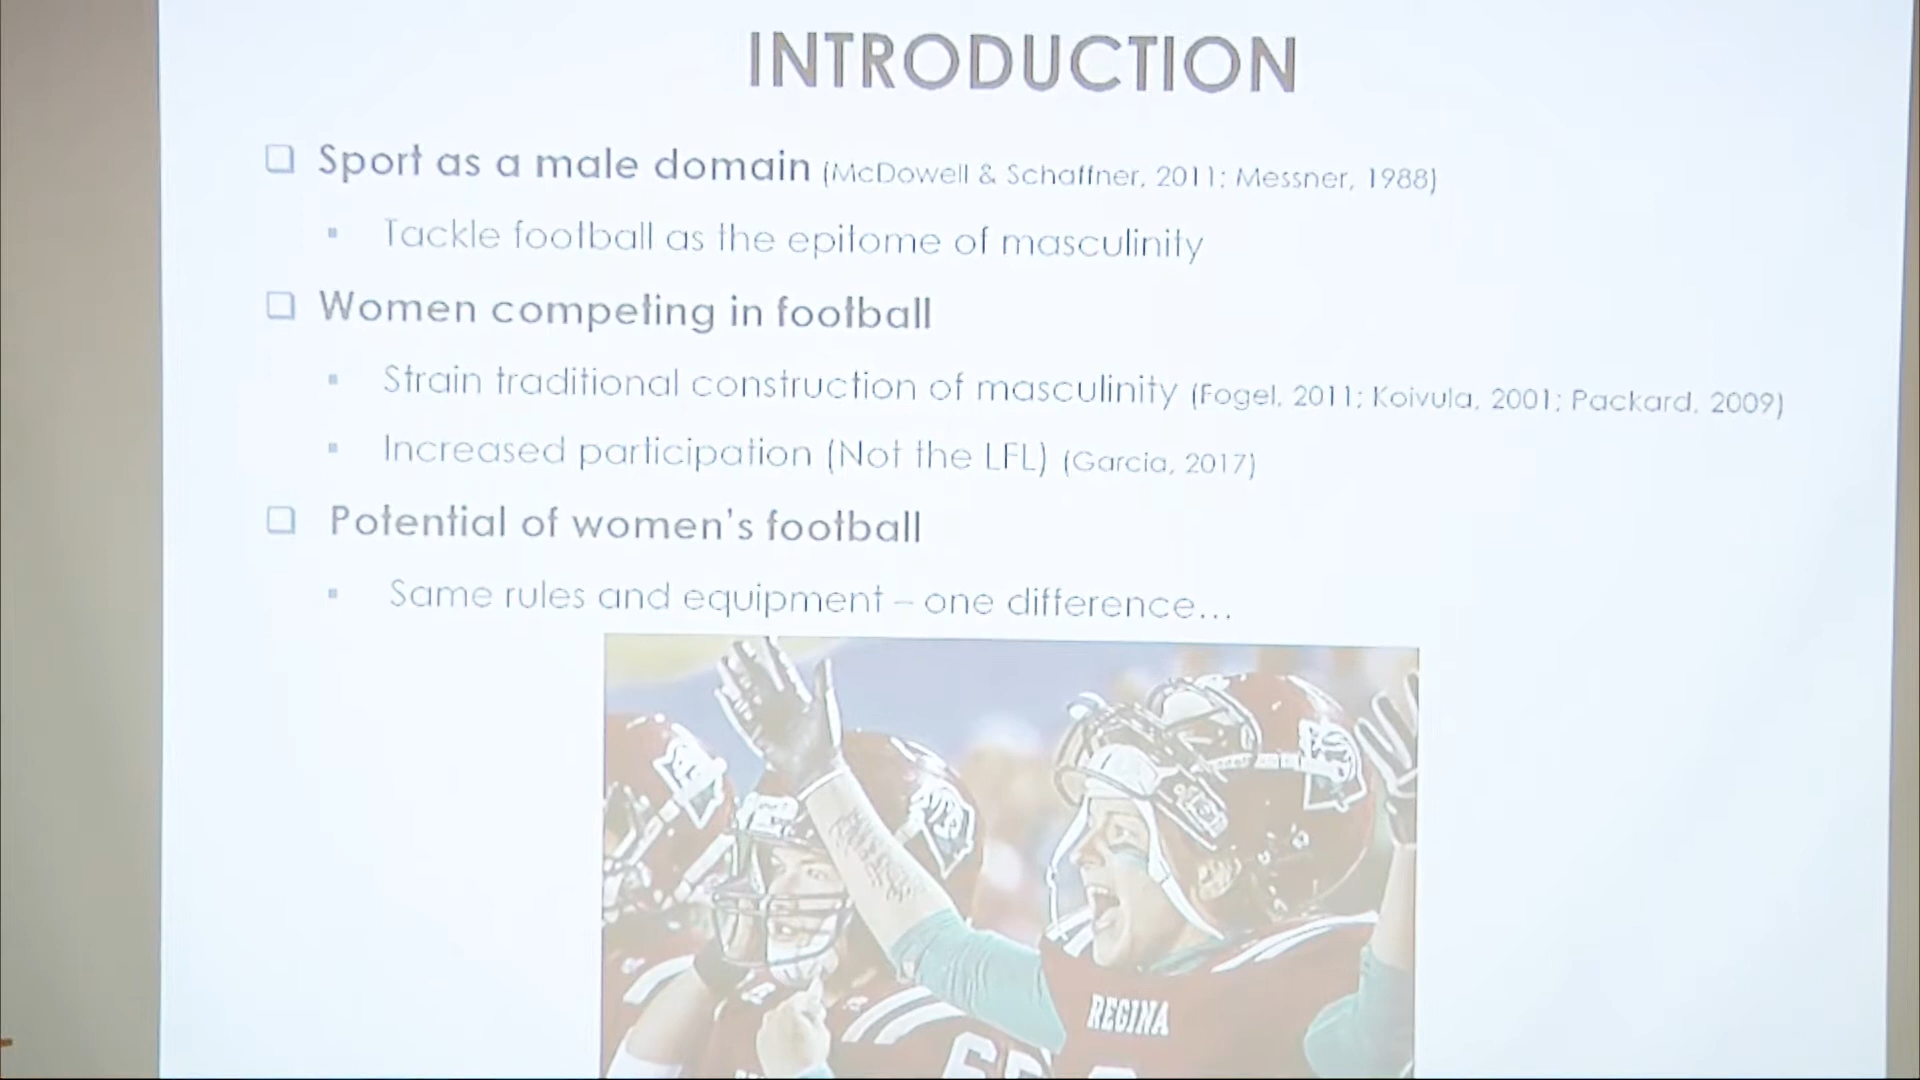 INTRODUCTION
Sport as a male domain (McDowell & Schaffner, 2011; Messner, 1988)
Tackle football as the epitome of masculinity
Women competing in football
Strain traditional construction of masculinity (Fogel, 2011; Koivula, 2001; Packard, 2009)
Increased participation (Not the LFL) (Garcia, 2017)
Potential of women's football
Same rules and equipment – one difference...
REGINA